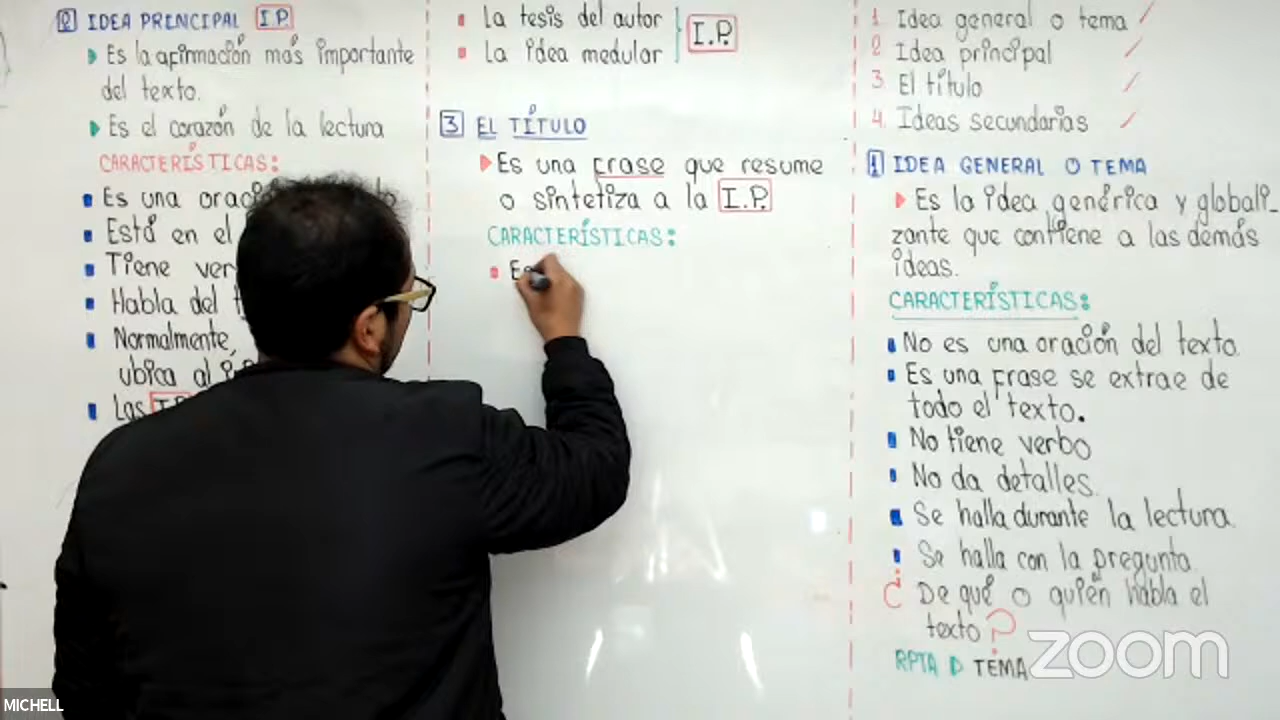 2 IDEA PRINCIPAL I.P.
Es la afirmación más importante
del texto.
Es el corazón de la lectura
CARACTERÍSTICAS:
Es una
Está en el
Tiene
Habla del
Normalmente,
ubica al
Las
la tesis del autor
la idea medular
I.P.
3 EL TÍTULO
Es una frase que resume
o sintetiza a la I.P.
CARACTERÍSTICAS:
1. Idea general o tema
2 Idea principal
3 El título
4. Ideas secundarias
1 IDEA GENERAL O TEMA
Es la idea genérica y globali_
zante que contiene a las demás
ideas.
CARACTERÍSTICAS:
No es una oración del texto.
Es una frase se extrae de
todo el texto.
No tiene verbo
No da detalles.
Se halla durante la lectura.
Se halla con la pregunta.
¿ De qué o quién habla el
texto?
RPTA TEMA
zoom
MICHELL